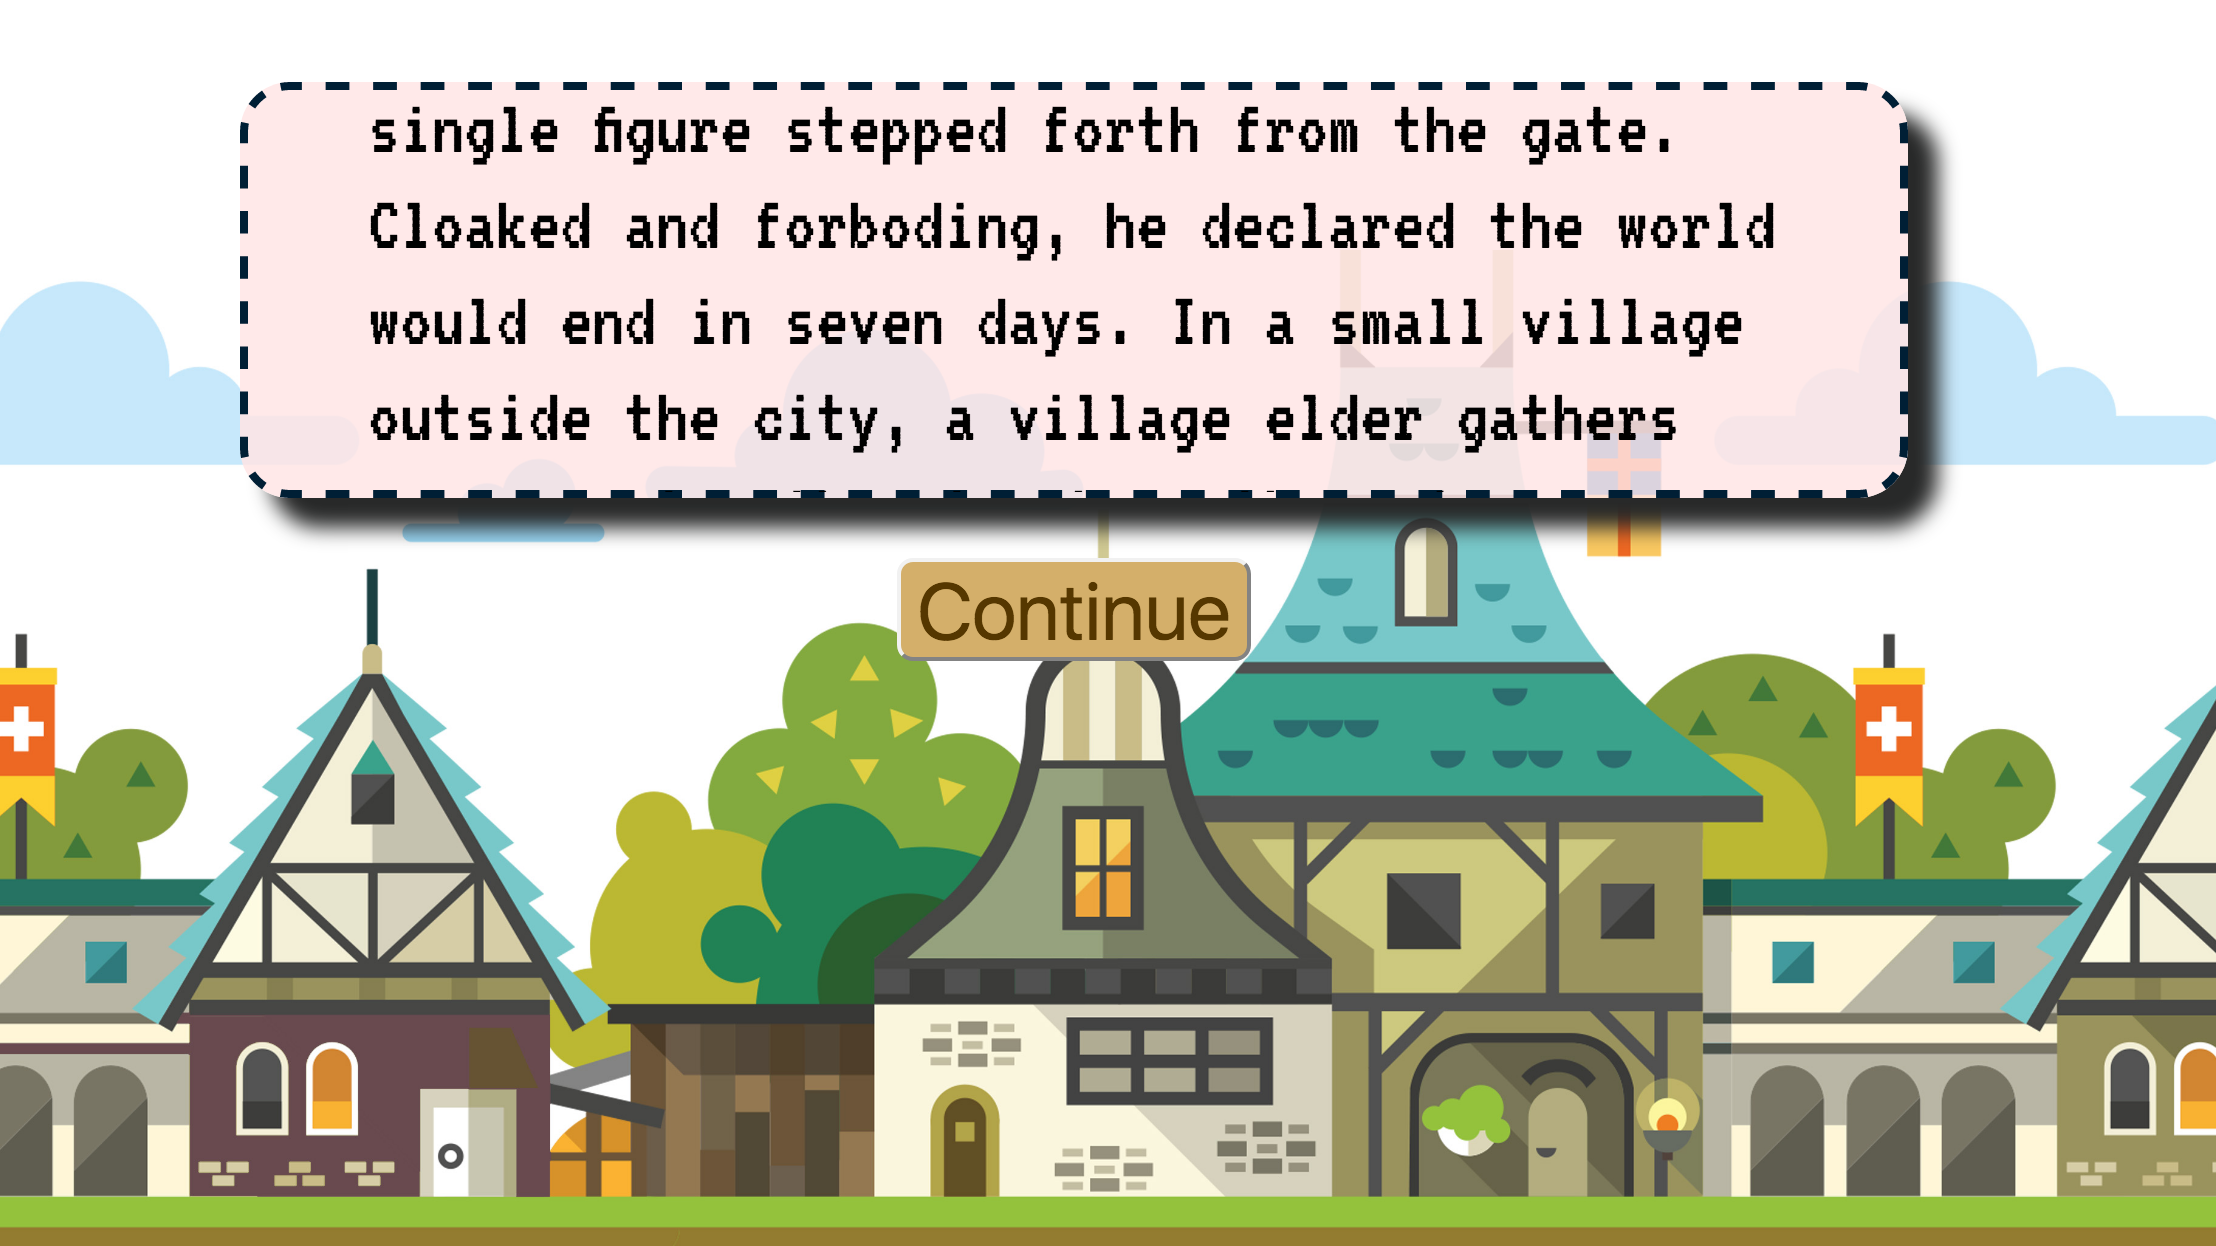 single figure stepped forth from the gate.
Cloaked and forboding, he declared the world
would end in seven days. In a small village
outside the city, a village elder gathers
Continue